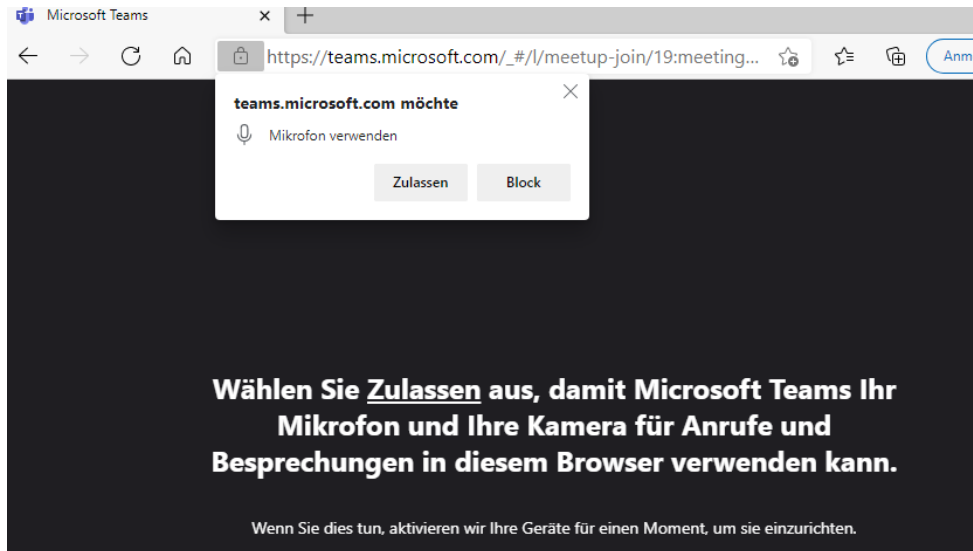 Microsoft Teams
https://teams.microsoft.com/_#/l/meetup-join/19:meeting...
Anm
teams.microsoft.com möchte
Mikrofon verwenden
Zulassen Block
Wählen Sie Zulassen aus, damit Microsoft Teams Ihr
Mikrofon und Ihre Kamera für Anrufe und
Besprechungen in diesem Browser verwenden kann.
Wenn Sie dies tun, aktivieren wir Ihre Geräte für einen Moment, um sie einzurichten.